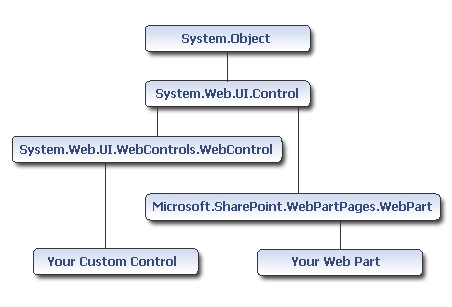 System.Object
System.Web.UI.Control
System.Web.UI.WebControls.WebControl
Microsoft.SharePoint.WebPartPages.WebPart
Your Custom Control
Your Web Part